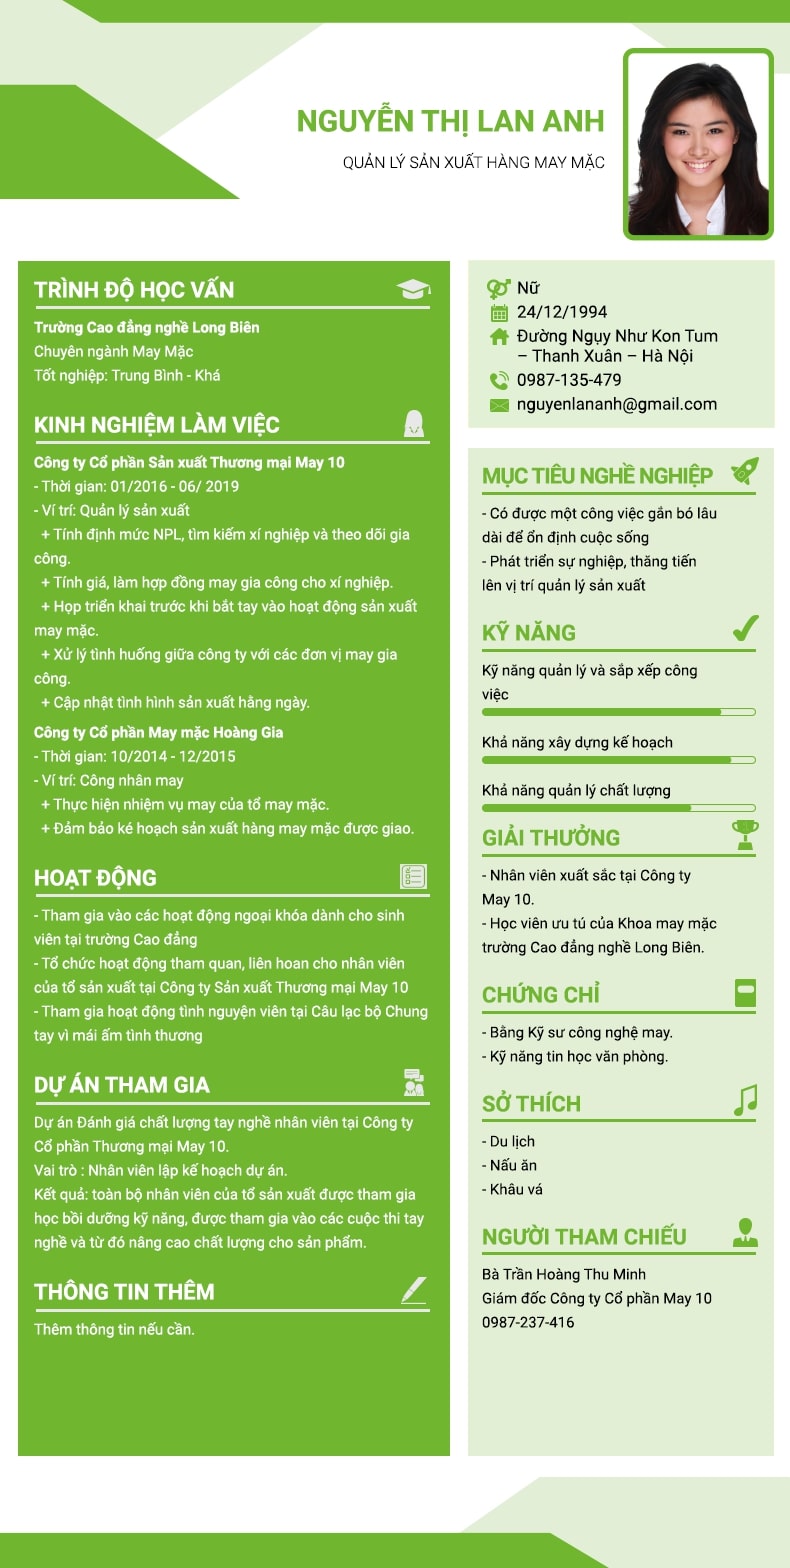 NGUYỄN THỊ LAN ANH
QUẢN LÝ SẢN XUẤT HÀNG MAY MẶC
TRÌNH ĐỘ HỌC VẤN
Trường Cao đẳng nghề Long Biên
Chuyên ngành May Mặc
Tốt nghiệp: Trung Bình - Khá
KINH NGHIỆM LÀM VIỆC
Công ty Cổ phần Sản xuất Thương mại May 10
- Thời gian: 01/2016 - 06/ 2019
- Ví trí: Quản lý sản xuất
+ Tính định mức NPL, tìm kiếm xí nghiệp và theo dõi gia
công.
+ Tính giá, làm hợp đồng may gia công cho xí nghiệp.
+ Họp triển khai trước khi bắt tay vào hoạt động sản xuất
may mặc.
+ Xử lý tình huống giữa công ty với các đơn vị may gia
công.
+ Cập nhật tình hình sản xuất hằng ngày.
Công ty Cổ phần May mặc Hoàng Gia
- Thời gian: 10/2014 - 12/2015
- Ví trí: Công nhân may
+ Thực hiện nhiệm vụ may của tổ may mặc.
+ Đảm bảo ké hoạch sản xuất hàng may mặc được giao.
HOẠT ĐỘNG
- Tham gia vào các hoạt động ngoại khóa dành cho sinh
viên tại trường Cao đẳng
- Tổ chức hoạt động tham quan, liên hoan cho nhân viên
của tổ sản xuất tại Công ty Sản xuất Thương mại May 10
- Tham gia hoạt động tình nguyện viên tại Câu lạc bộ Chung
tay vì mái ấm tình thương
DỰ ÁN THAM GIA
Dự án Đánh giá chất lượng tay nghề nhân viên tại Công ty
Cổ phần Thương mại May 10.
Vai trò : Nhân viên lập kế hoạch dự án.
Kết quả: toàn bộ nhân viên của tổ sản xuất được tham gia
học bồi dưỡng kỹ năng, được tham gia vào các cuộc thi tay
nghề và từ đó nâng cao chất lượng cho sản phẩm.
THÔNG TIN THÊM
Thêm thông tin nếu cần.
Nữ
24/12/1994
Đường Ngụy Như Kon Tum
– Thanh Xuân – Hà Nội
0987-135-479
nguyenlananh@gmail.com
MỤC TIÊU NGHỀ NGHIỆP
- Có được một công việc gắn bó lâu
dài để ổn định cuộc sống
- Phát triển sự nghiệp, thăng tiến
lên vị trí quản lý sản xuất
KỸ NĂNG
Kỹ năng quản lý và sắp xếp công
việc
Khả năng xây dựng kế hoạch
Khả năng quản lý chất lượng
GIẢI THƯỞNG
- Nhân viên xuất sắc tại Công ty
May 10.
- Học viên ưu tú của Khoa may mặc
trường Cao đẳng nghề Long Biên.
CHỨNG CHỈ
- Bằng Kỹ sư công nghệ may.
- Kỹ năng tin học văn phòng.
SỞ THÍCH
- Du lịch
- Nấu ăn
- Khâu vá
NGƯỜI THAM CHIẾU
Bà Trần Hoàng Thu Minh
Giám đốc Công ty Cổ phần May 10
0987-237-416